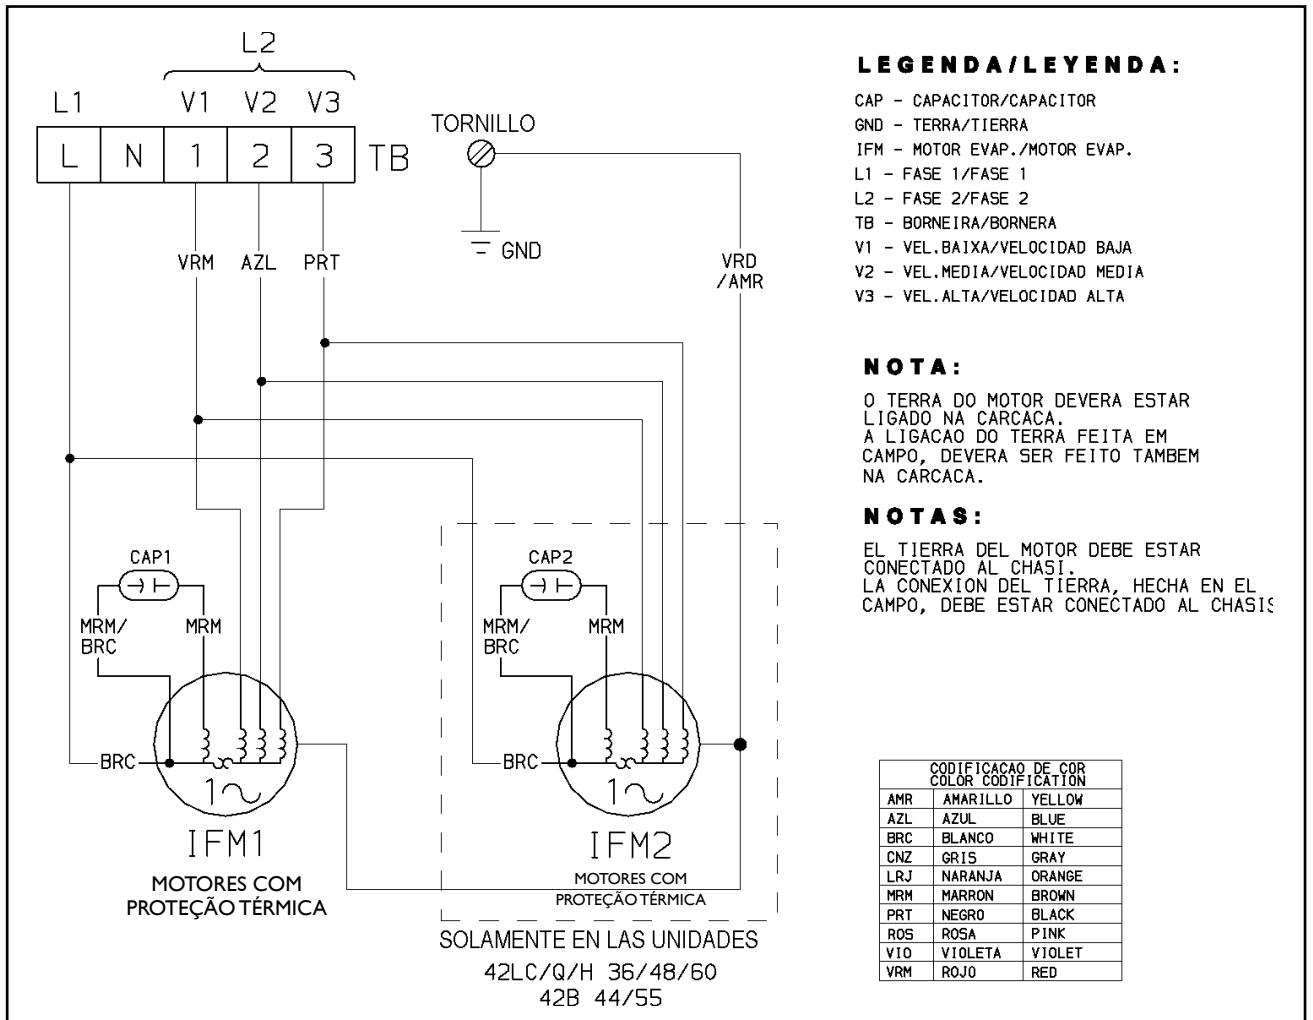 L2
L1 V1 V2 V3
L N 1 2 3 TB
TORNILLO
GND
VRM AZL PRT
VRD
/AMR
CAP1
MRM/
BRC
MRM
BRC
1
IFM1
MOTORES COM
PROTEÇÃO TÉRMICA
CAP2
MRM/
BRC
MRM
BRC
1
IFM2
MOTORES COM
PROTEÇÃO TÉRMICA
SOLAMENTE EN LAS UNIDADES
42LC/Q/H 36/48/60
42B 44/55
LEGENDA/LEYENDA:
CAP - CAPACITOR/CAPACITOR
GND - TERRA/TIERRA
IFM - MOTOR EVAP./MOTOR EVAP.
L1 - FASE 1/FASE 1
L2 - FASE 2/FASE 2
TB - BORNEIRA/BORNERA
V1 - VEL.BAIXA/VELOCIDAD BAJA
V2 - VEL.MEDIA/VELOCIDAD MEDIA
V3 - VEL.ALTA/VELOCIDAD ALTA
NOTA:
O TERRA DO MOTOR DEVERA ESTAR
LIGADO NA CARCACA.
A LIGACAO DO TERRA FEITA EM
CAMPO, DEVERA SER FEITO TAMBEM
NA CARCACA.
NOTAS:
EL TIERRA DEL MOTOR DEBE ESTAR
CONECTADO AL CHASI.
LA CONEXION DEL TIERRA, HECHA EN EL
CAMPO, DEBE ESTAR CONECTADO AL CHASIS
CODIFICACAO DE COR
COLOR CODIFICATION
AMR AMARILLO YELLOW
AZL AZUL BLUE
BRC BLANCO WHITE
CNZ GRIS GRAY
LRJ NARANJA ORANGE
MRM MARRON BROWN
PRT NEGRO BLACK
ROS ROSA PINK
VIO VIOLETA VIOLET
VRM ROJO RED